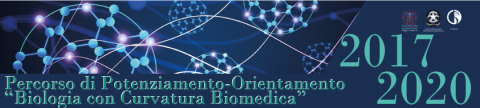 2017
2020
Percorso di Potenziamento-Orientamento
“Biologia con Curvatura Biomedica”